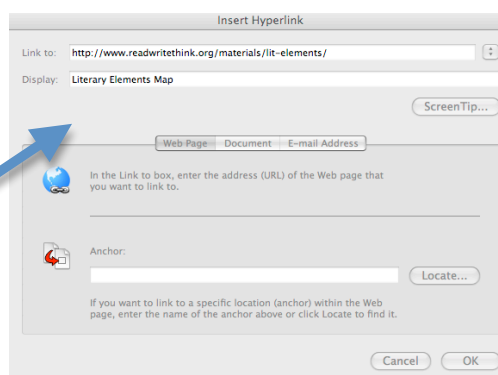 Insert Hyperlink
Link to: http://www.readwritethink.org/materials/lit-elements/
Display: Literary Elements Map
ScreenTip...
Web Page Document E-mail Address
In the Link to box, enter the address (URL) of the Web page that
you want to link to.
Anchor:
Locate...
If you want to link to a specific location (anchor) within the Web
page, enter the name of the anchor above or click Locate to find it.
Cancel OK